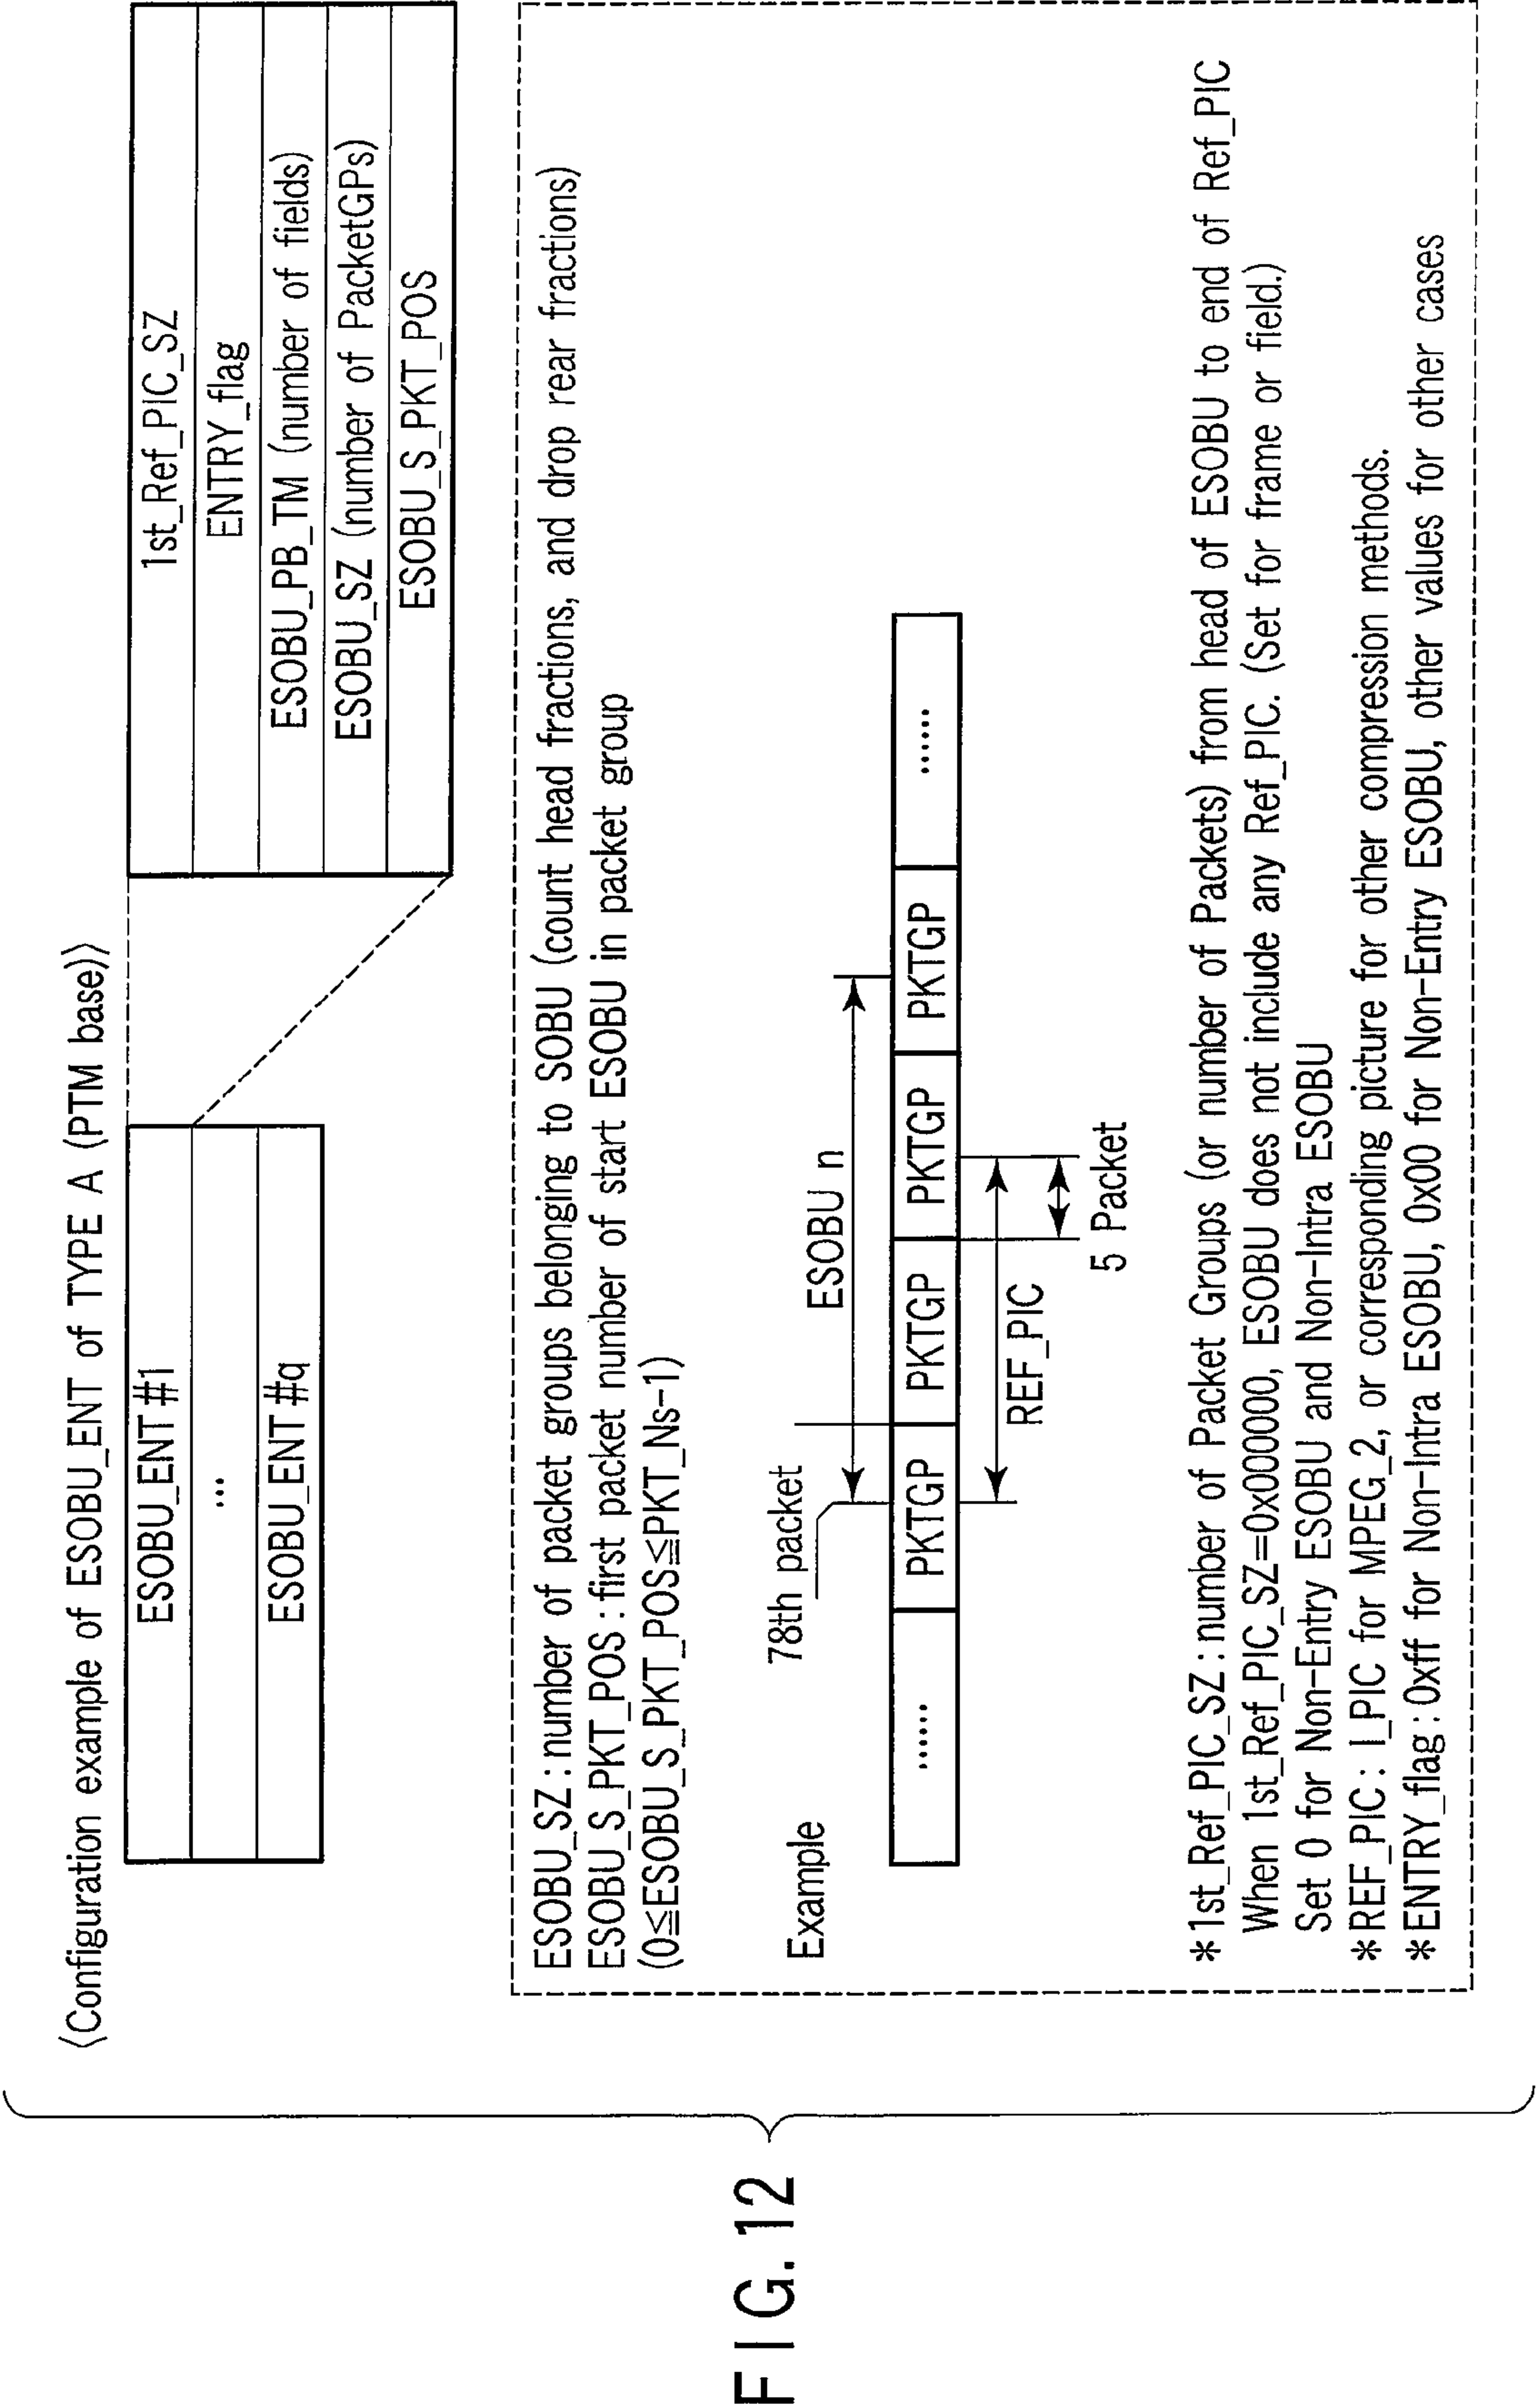 FIG. 12
〈Configuration example of ESOBU_ENT of TYPE A (PTM base)〉
ESOBU_ENT #1
...
ESOBU_ENT #q
1st_Ref_PIC_SZ
ENTRY_flag
ESOBU_PB_TM (number of fields)
ESOBU_SZ (number of PacketGPs)
ESOBU_S_PKT_POS
ESOBU_SZ : number of packet groups belonging to SOBU (count head fractions, and drop rear fractions)
ESOBU_S_PKT_POS : first packet number of start ESOBU in packet group
(0≦ESOBU_S_PKT_POS≦PKT_Ns-1)
Example
78th packet
ESOBU n
...... PKTGP PKTGP PKTGP PKTGP ......
REF_PIC
5 Packet
*1st_Ref_PIC_SZ : number of Packet Groups (or number of Packets) from head of ESOBU to end of Ref_PIC
When 1st_Ref_PIC_SZ=0x000000, ESOBU does not include any Ref_PIC. (Set for frame or field.)
Set 0 for Non-Entry ESOBU and Non-Intra ESOBU
*REF_PIC : I_PIC for MPEG_2, or corresponding picture for other compression methods.
*ENTRY_flag : 0xff for Non-Intra ESOBU, 0x00 for Non-Entry ESOBU, other values for other cases